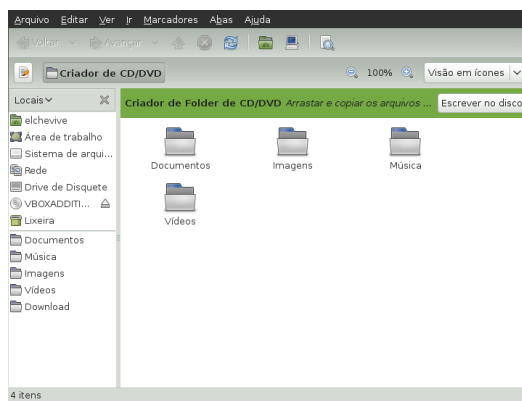 Arquivo Editar Ver Ir Marcadores Abas Ajuda
Voltar Avançar
Criador de CD/DVD 100% Visão em ícones
Locais
Criador de Folder de CD/DVD Arrastar e copiar os arquivos ... Escrever no disco
elchevive
Área de trabalho
Sistema de arqui...
Rede
Drive de Disquete
VBOXADDITI...
Lixeira
Documentos
Música
Imagens
Vídeos
Download
Documentos Imagens Música
Vídeos
4 itens